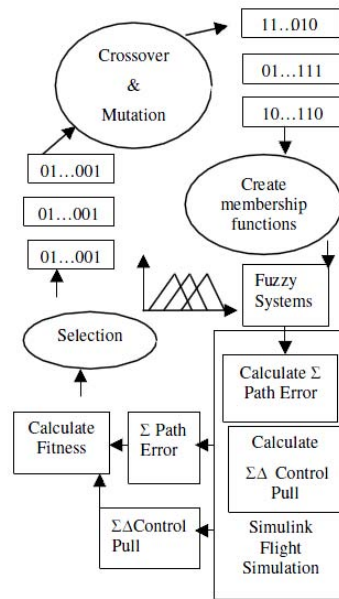 Crossover
&
Mutation
11..010
01...111
10...110
Create
membership
functions
01...001
01...001
01...001
Fuzzy
Systems
Selection
Calculate Σ
Path Error
Calculate
Fitness
Σ Path
Error
Calculate
ΣΔ Control
Pull
ΣΔControl
Pull
Simulink
Flight
Simulation